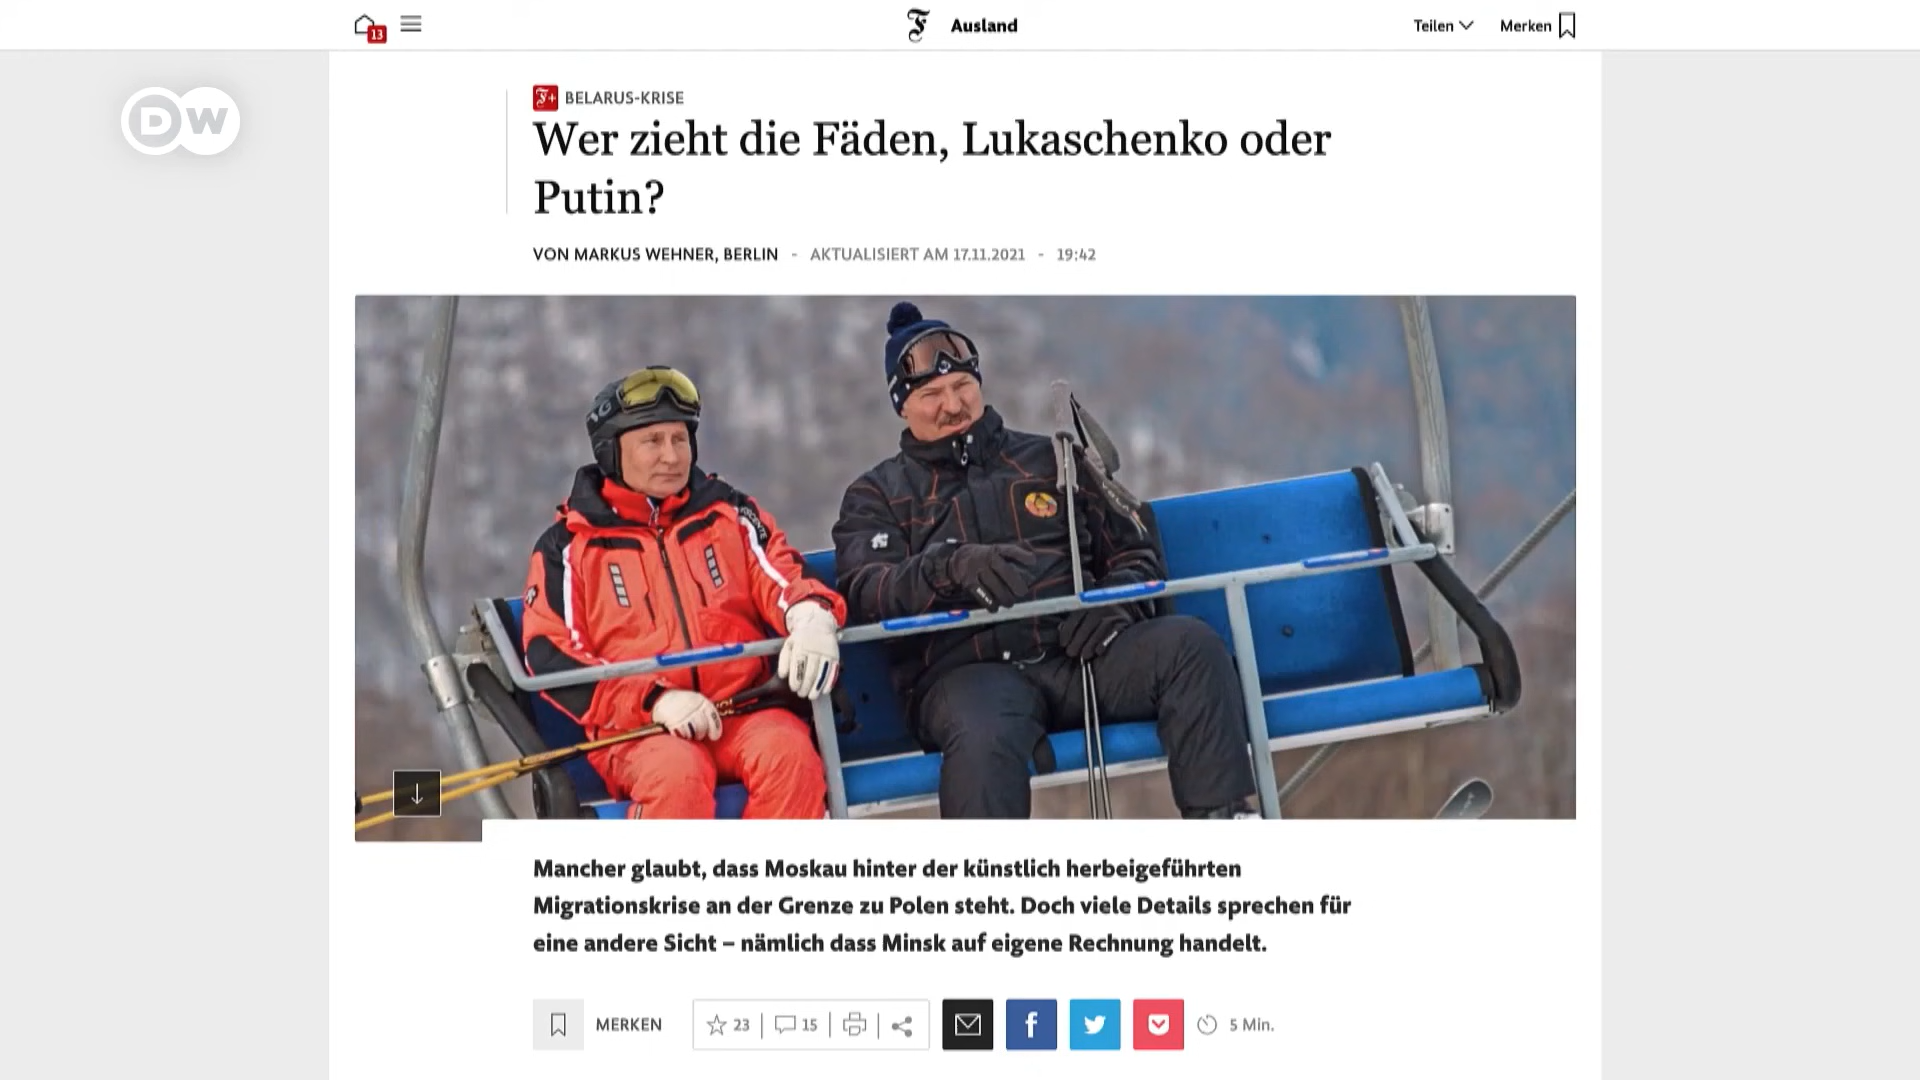 13
F Ausland
Teilen
Merken
DW
F+ BELARUS-KRISE
Wer zieht die Fäden, Lukaschenko oder
Putin?
VON MARKUS WEHNER, BERLIN - AKTUALISIERT AM 17.11.2021 - 19:42
Mancher glaubt, dass Moskau hinter der künstlich herbeigeführten
Migrationskrise an der Grenze zu Polen steht. Doch viele Details sprechen für
eine andere Sicht – nämlich dass Minsk auf eigene Rechnung handelt.
MERKEN
23
15
f
5 Min.